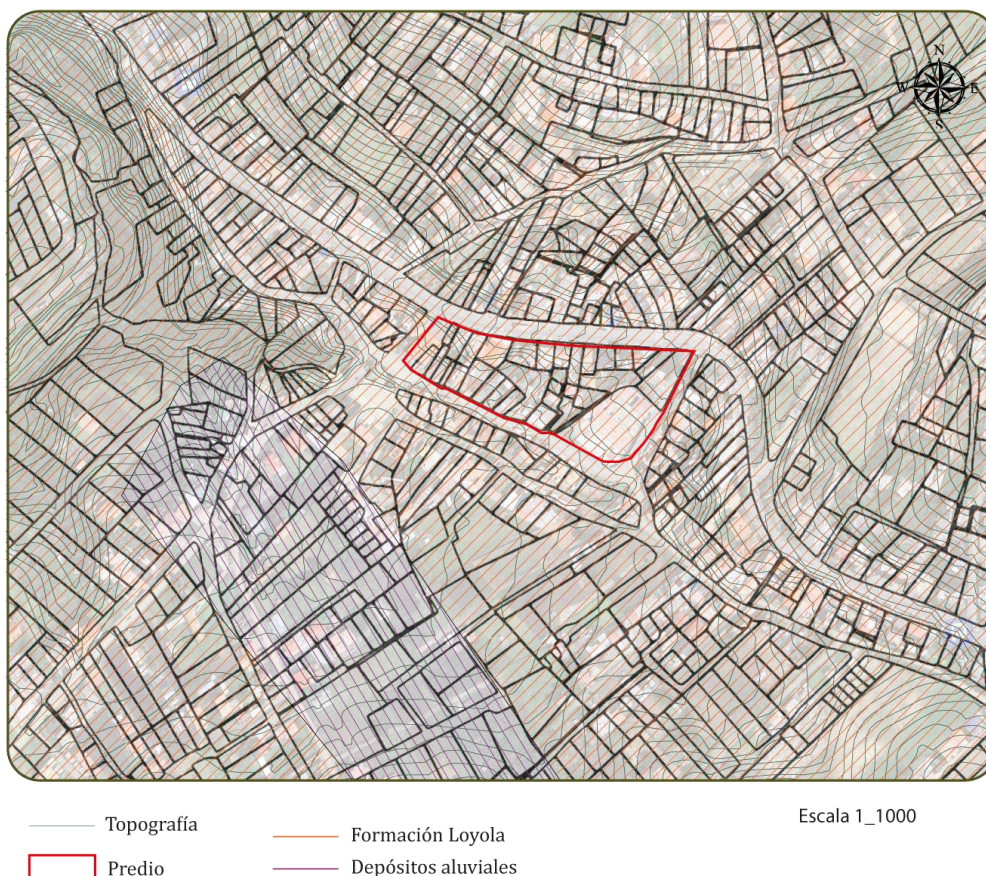 N
W E
S
Topografía
Predio
Formación Loyola
Depósitos aluviales
Escala 1_1000